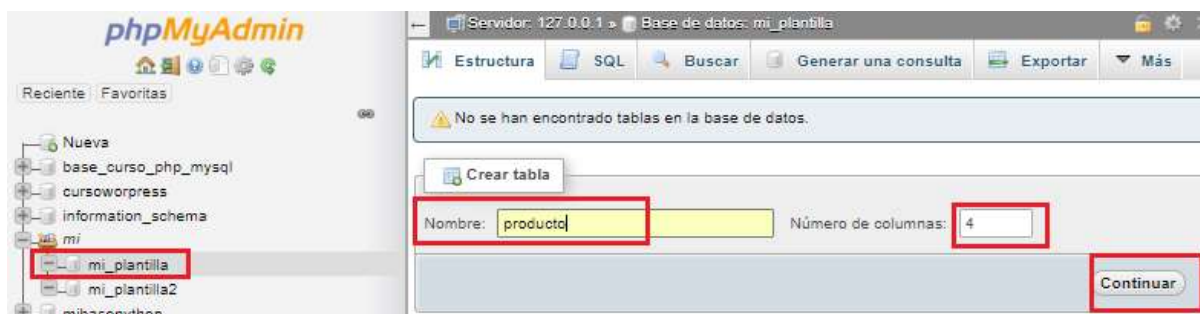 phpMyAdmin
Reciente Favoritas
Nueva
base_curso_php_mysql
cursoworpress
information_schema
mi
mi_plantilla
mi_plantilla2
mibasepython
Servidor: 127.0.0.1 » Base de datos: mi_plantilla
Estructura SQL Buscar Generar una consulta Exportar Más
No se han encontrado tablas en la base de datos.
Crear tabla
Nombre: producto Número de columnas: 4
Continuar